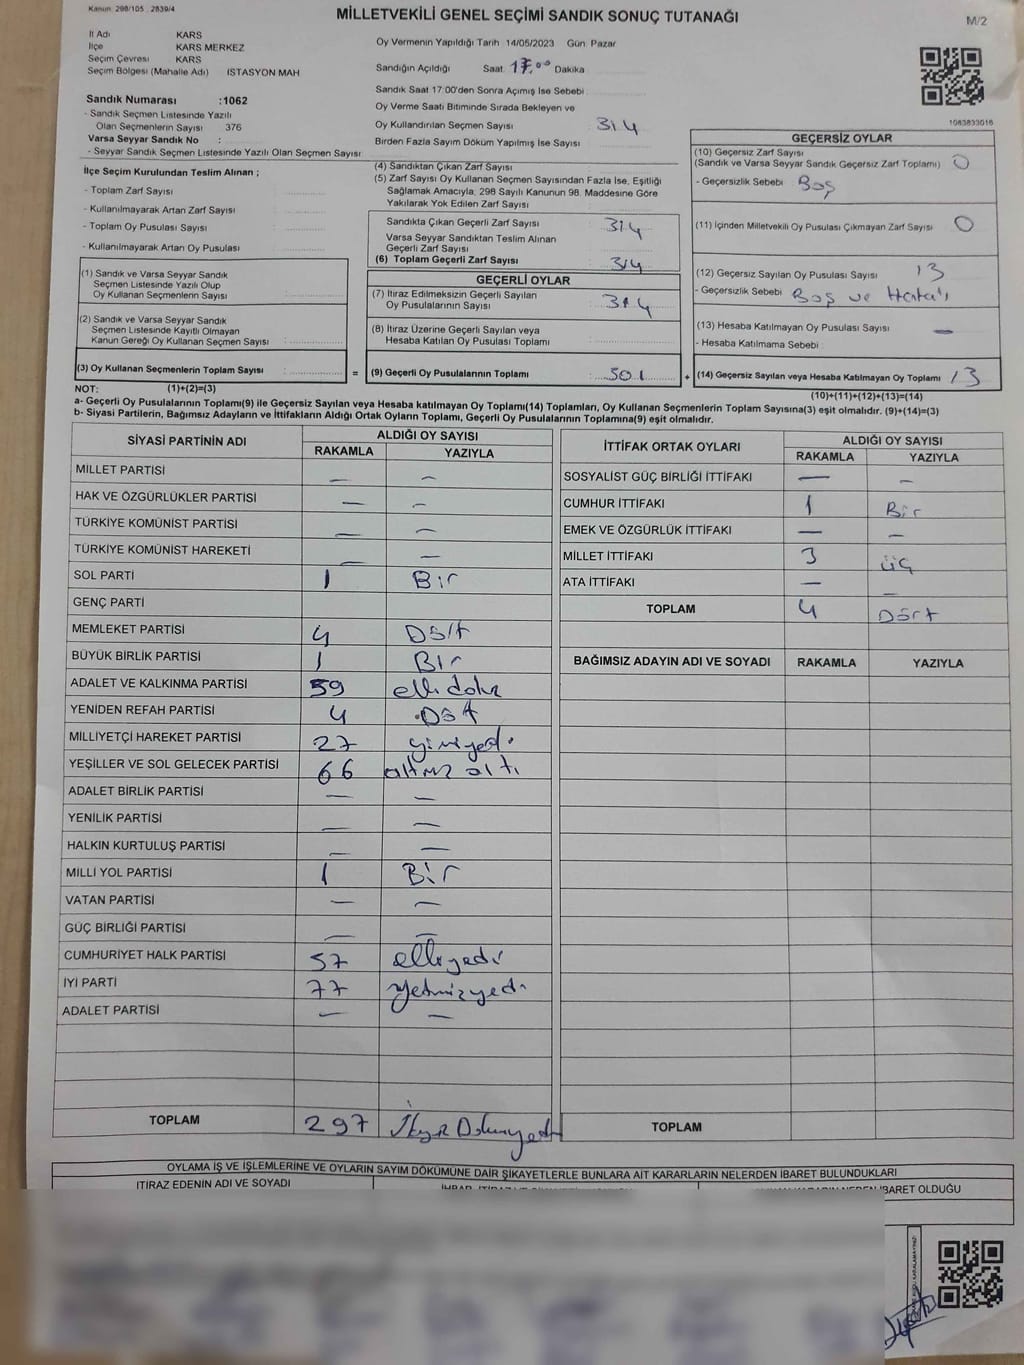 Kanun: 298/105 , 2839/4
MİLLETVEKİLİ GENEL SEÇİMİ SANDIK SONUÇ TUTANAĞI
M/2
İl Adı KARS
İlçe KARS MERKEZ
Seçim Çevresi KARS
Seçim Bölgesi (Mahalle Adı) İSTASYON MAH
Sandık Numarası :1062
- Sandık Seçmen Listesinde Yazılı
Olan Seçmenlerin Sayısı 376
Varsa Seyyar Sandık No :
- Seyyar Sandık Seçmen Listesinde Yazılı Olan Seçmen Sayısı:
İlçe Seçim Kurulundan Teslim Alınan ;
- Toplam Zarf Sayısı
- Kullanılmayarak Artan Zarf Sayısı
- Toplam Oy Pusulası Sayısı
- Kullanılmayarak Artan Oy Pusulası
(1) Sandık ve Varsa Seyyar Sandık
Seçmen Listesinde Yazılı Olup
Oy Kullanan Seçmenlerin Sayısı
(2) Sandık ve Varsa Seyyar Sandık
Seçmen Listesinde Kayıtlı Olmayan
Kanun Gereği Oy Kullanan Seçmen Sayısı
(3) Oy Kullanan Seçmenlerin Toplam Sayısı :
Oy Vermenin Yapıldığı Tarih 14/05/2023 Gün: Pazar
Sandığın Açıldığı Saat: 17.00 Dakika
Sandık Saat 17:00'den Sonra Açımış İse Sebebi
Oy Verme Saati Bitiminde Sırada Bekleyen ve
Oy Kullandırılan Seçmen Sayısı 314
Birden Fazla Sayım Döküm Yapılmış İse Sayısı
(4) Sandıktan Çıkan Zarf Sayısı
(5) Zarf Sayısı Oy Kullanan Seçmen Sayısından Fazla İse, Eşitliği
Sağlamak Amacıyla, 298 Sayılı Kanunun 98. Maddesine Göre
Yakılarak Yok Edilen Zarf Sayısı
Sandıkta Çıkan Geçerli Zarf Sayısı 314
Varsa Seyyar Sandıktan Teslim Alınan
Geçerli Zarf Sayısı
(6) Toplam Geçerli Zarf Sayısı 314
GEÇERLİ OYLAR
(7) İtiraz Edilmeksizin Geçerli Sayılan
Oy Pusulalarının Sayısı 314
(8) İtiraz Üzerine Geçerli Sayılan veya
Hesaba Katılan Oy Pusulası Toplamı
= (9) Geçerli Oy Pusulalarının Toplamı 301
1083833016
GEÇERSİZ OYLAR
(10) Geçersiz Zarf Sayısı
(Sandık ve Varsa Seyyar Sandık Geçersiz Zarf Toplamı) 0
- Geçersizlik Sebebi Boş
(11) İçinden Milletvekili Oy Pusulası Çıkmayan Zarf Sayısı 0
(12) Geçersiz Sayılan Oy Pusulası Sayısı 13
- Geçersizlik Sebebi Boş ve Hatalı
(13) Hesaba Katılmayan Oy Pusulası Sayısı —
- Hesaba Katılmama Sebebi
+ (14) Geçersiz Sayılan veya Hesaba Katılmayan Oy Toplamı 13
NOT: (1)+(2)=(3)
(10)+(11)+(12)+(13)=(14)
a- Geçerli Oy Pusulalarının Toplamı(9) ile Geçersiz Sayılan veya Hesaba katılmayan Oy Toplamı(14) Toplamları, Oy Kullanan Seçmenlerin Toplam Sayısına(3) eşit olmalıdır. (9)+(14)=(3)
b- Siyasi Partilerin, Bağımsız Adayların ve İttifakların Aldığı Ortak Oyların Toplamı, Geçerli Oy Pusulalarının Toplamına(9) eşit olmalıdır.
SİYASİ PARTİNİN ADI ALDIĞI OY SAYISI
RAKAMLA YAZIYLA
MİLLET PARTİSİ — —
HAK VE ÖZGÜRLÜKLER PARTİSİ — —
TÜRKİYE KOMÜNİST PARTİSİ — —
TÜRKİYE KOMÜNİST HAREKETİ — —
SOL PARTİ 1 Bir
GENÇ PARTİ
MEMLEKET PARTİSİ 4 Dört
BÜYÜK BİRLİK PARTİSİ 1 Bir
ADALET VE KALKINMA PARTİSİ 59 elli dokuz
YENİDEN REFAH PARTİSİ 4 Dört
MİLLİYETÇİ HAREKET PARTİSİ 27 yirmiyedi
YEŞİLLER VE SOL GELECEK PARTİSİ 66 altmış altı
ADALET BİRLİK PARTİSİ — —
YENİLİK PARTİSİ — —
HALKIN KURTULUŞ PARTİSİ — —
MİLLİ YOL PARTİSİ 1 Bir
VATAN PARTİSİ — —
GÜÇ BİRLİĞİ PARTİSİ — —
CUMHURİYET HALK PARTİSİ 57 elliyedi
İYİ PARTİ 77 yetmişyedi
ADALET PARTİSİ — —
TOPLAM 297
İTTİFAK ORTAK OYLARI ALDIĞI OY SAYISI
RAKAMLA YAZIYLA
SOSYALİST GÜÇ BİRLİĞİ İTTİFAKI — —
CUMHUR İTTİFAKI 1 Bir
EMEK VE ÖZGÜRLÜK İTTİFAKI — —
MİLLET İTTİFAKI 3 üç
ATA İTTİFAKI — —
TOPLAM 4 Dört
BAĞIMSIZ ADAYIN ADI VE SOYADI RAKAMLA YAZIYLA
TOPLAM
OYLAMA İŞ VE İŞLEMLERİNE VE OYLARIN SAYIM DÖKÜMÜNE DAİR ŞİKAYETLERLE BUNLARA AİT KARARLARIN NELERDEN İBARET BULUNDUKLARI
İTİRAZ EDENİN ADI VE SOYADI
İBARET OLDUĞU